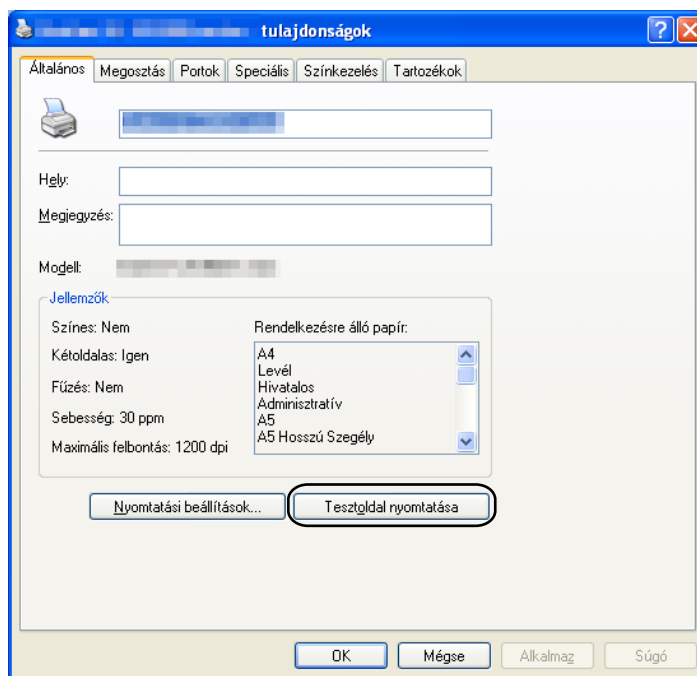 tulajdonságok
Általános Megosztás Portok Speciális Színkezelés Tartozékok
Hely:
Megjegyzés:
Modell:
Jellemzők
Színes: Nem
Kétoldalas: Igen
Fűzés: Nem
Sebesség: 30 ppm
Maximális felbontás: 1200 dpi
Rendelkezésre álló papír:
A4
Levél
Hivatalos
Adminisztratív
A5
A5 Hosszú Szegély
Nyomtatási beállítások... Tesztoldal nyomtatása
OK Mégse Alkalmaz Súgó